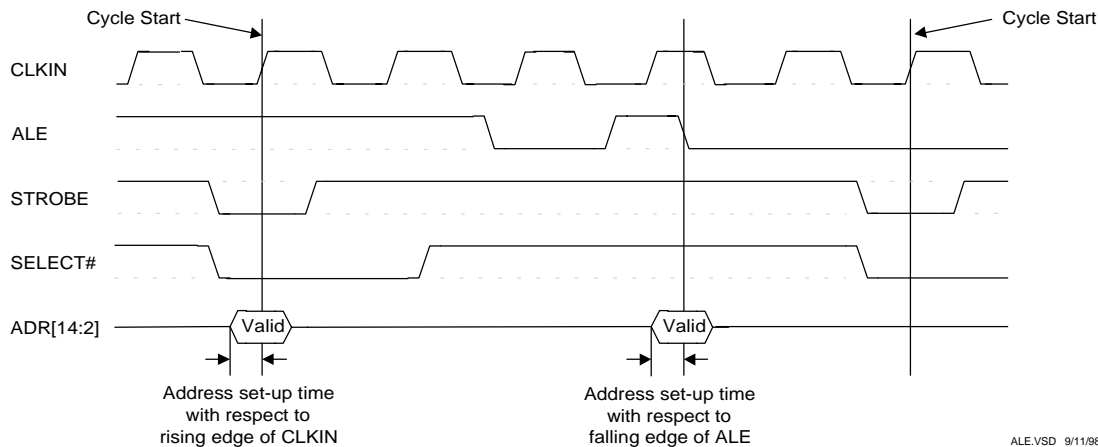 Cycle Start
Cycle Start
CLKIN
ALE
STROBE
SELECT#
ADR[14:2]
Valid
Valid
Address set-up time
with respect to
rising edge of CLKIN
Address set-up time
with respect to
falling edge of ALE
ALE.VSD 9/11/98